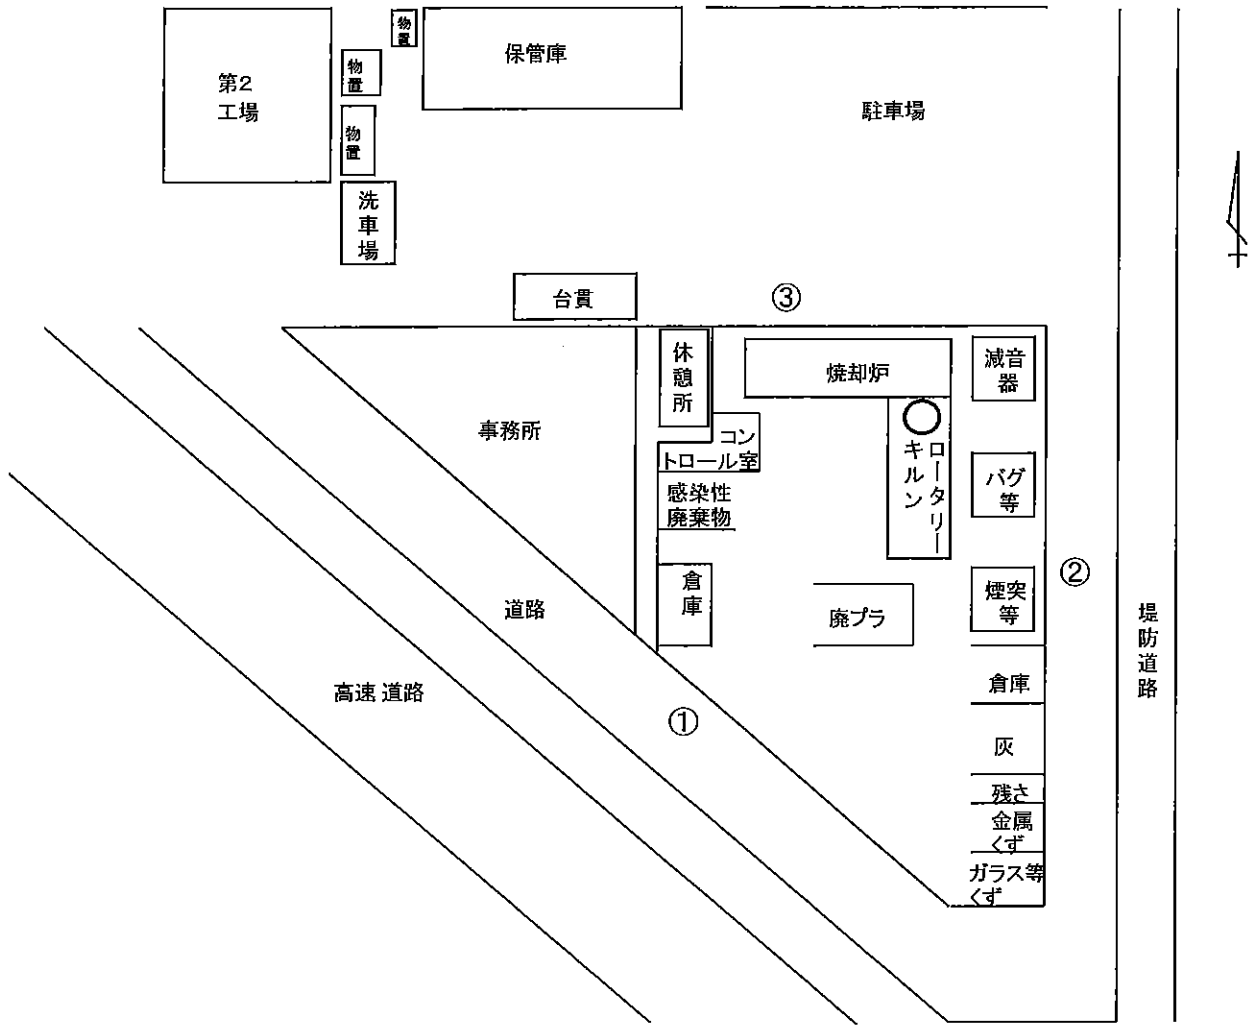 物置
保管庫
第2
工場
物置
駐車場
物置
洗車場
台貫
③
休憩所
焼却炉
減音
器
事務所
コン
トロール室
ロータリー
キルン
感染性
廃棄物
バグ
等
②
倉庫
煙突
等
道路
廃プラ
堤防道路
高速 道路
倉庫
①
灰
残さ
金属
くず
ガラス等
くず